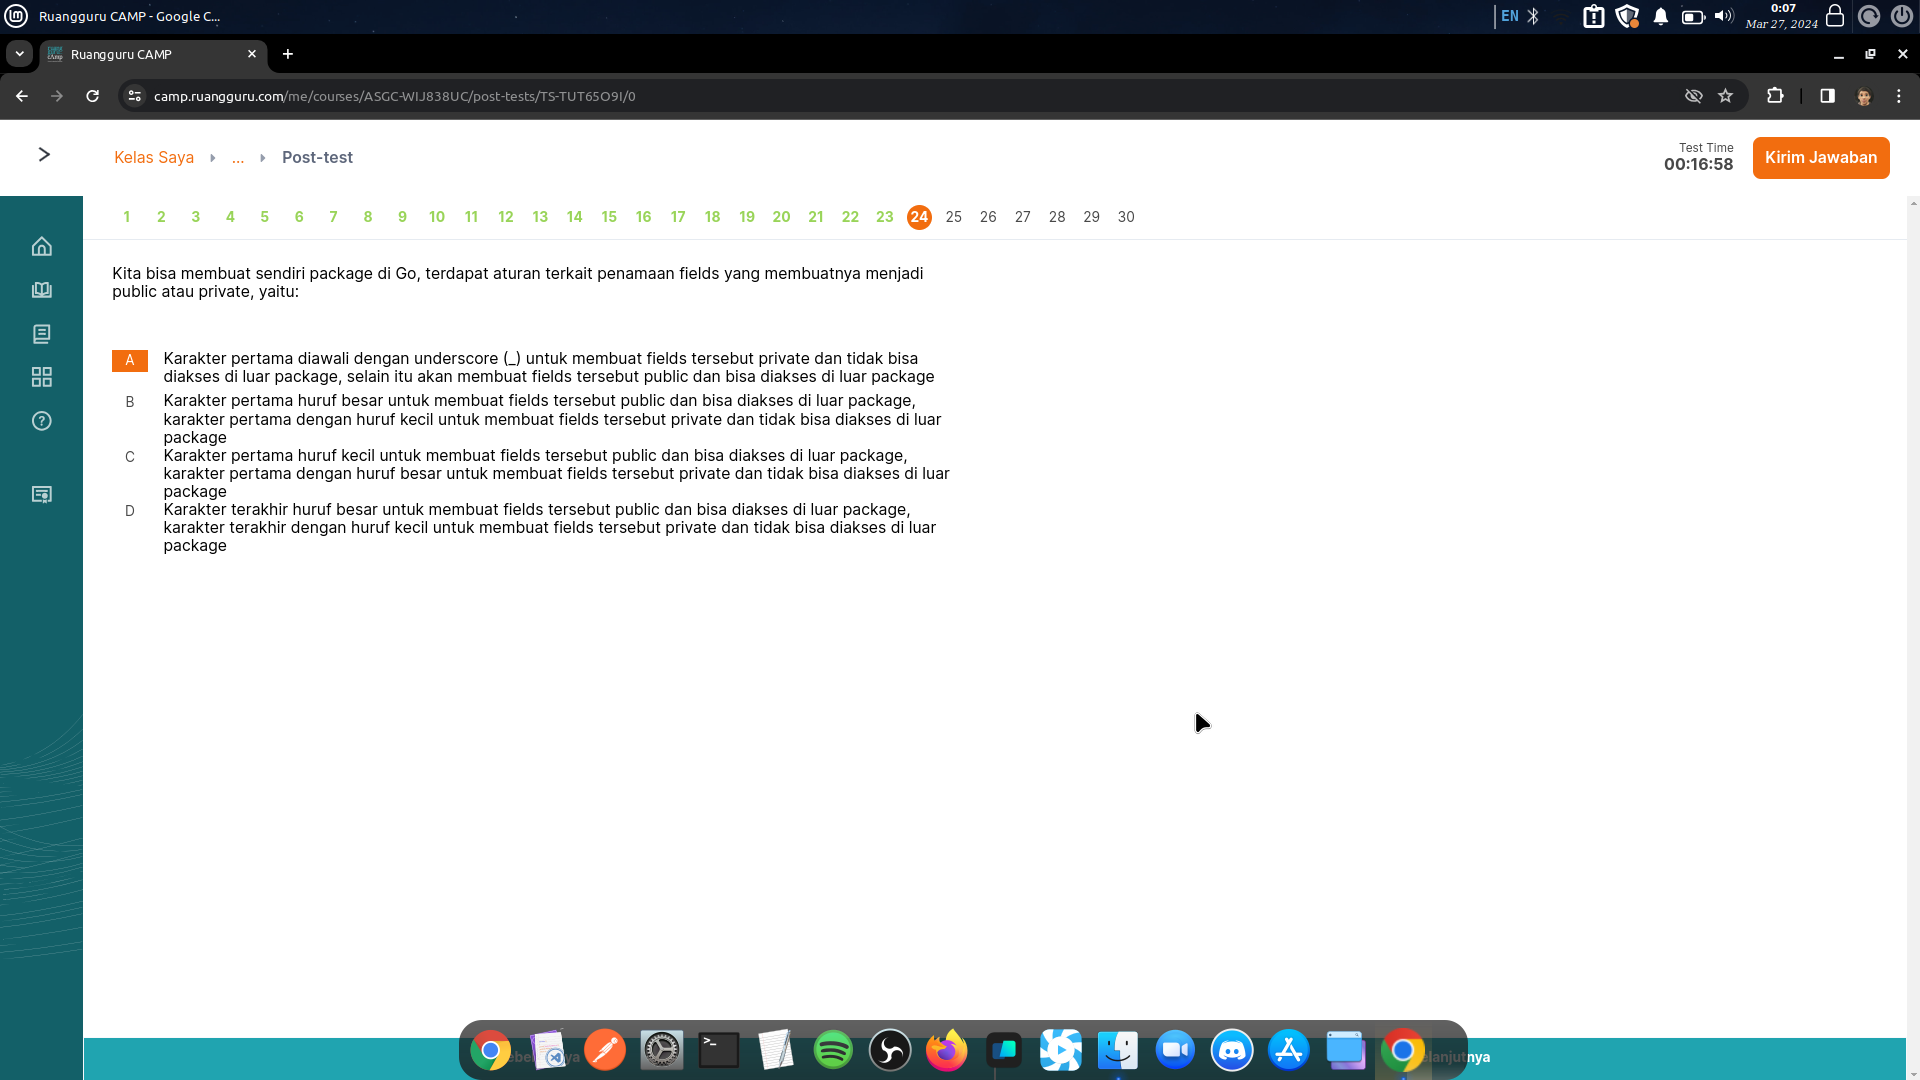 Ruangguru CAMP - Google C...
EN
0:07
Mar 27, 2024
Ruangguru CAMP
camp.ruangguru.com/me/courses/ASGC-WIJ838UC/post-tests/TS-TUT65O9I/0
Kelas Saya ... Post-test
Test Time
00:16:58
Kirim Jawaban
1 2 3 4 5 6 7 8 9 10 11 12 13 14 15 16 17 18 19 20 21 22 23 24 25 26 27 28 29 30
Kita bisa membuat sendiri package di Go, terdapat aturan terkait penamaan fields yang membuatnya menjadi
public atau private, yaitu:
A Karakter pertama diawali dengan underscore (_) untuk membuat fields tersebut private dan tidak bisa
diakses di luar package, selain itu akan membuat fields tersebut public dan bisa diakses di luar package
B Karakter pertama huruf besar untuk membuat fields tersebut public dan bisa diakses di luar package,
karakter pertama dengan huruf kecil untuk membuat fields tersebut private dan tidak bisa diakses di luar
package
C Karakter pertama huruf kecil untuk membuat fields tersebut public dan bisa diakses di luar package,
karakter pertama dengan huruf besar untuk membuat fields tersebut private dan tidak bisa diakses di luar
package
D Karakter terakhir huruf besar untuk membuat fields tersebut public dan bisa diakses di luar package,
karakter terakhir dengan huruf kecil untuk membuat fields tersebut private dan tidak bisa diakses di luar
package